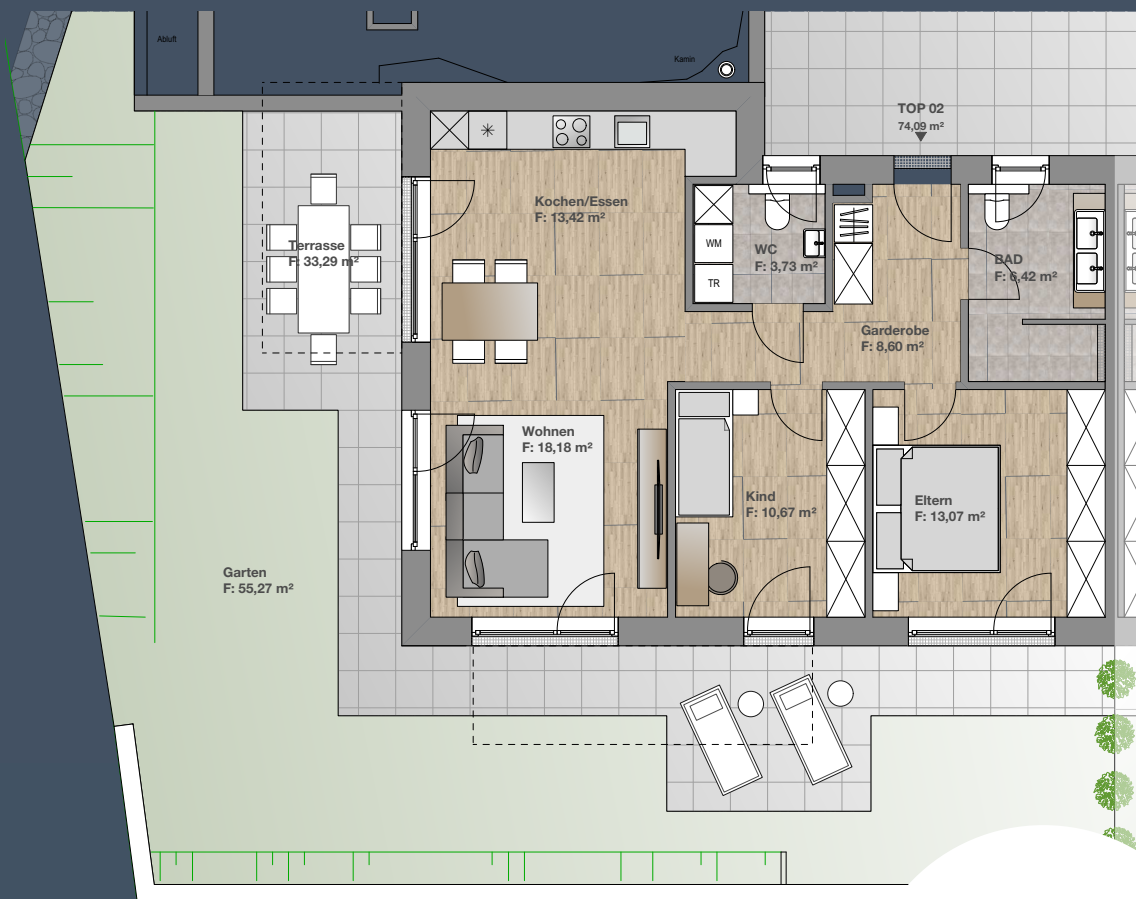 Abluft
Kamin
TOP 02
74,09 m²
Kochen/Essen
F: 13,42 m²
Terrasse
F: 33,29 m²
WM
TR
WC
F: 3,73 m²
BAD
F: 6,42 m²
Garderobe
F: 8,60 m²
Wohnen
F: 18,18 m²
Kind
F: 10,67 m²
Eltern
F: 13,07 m²
Garten
F: 55,27 m²